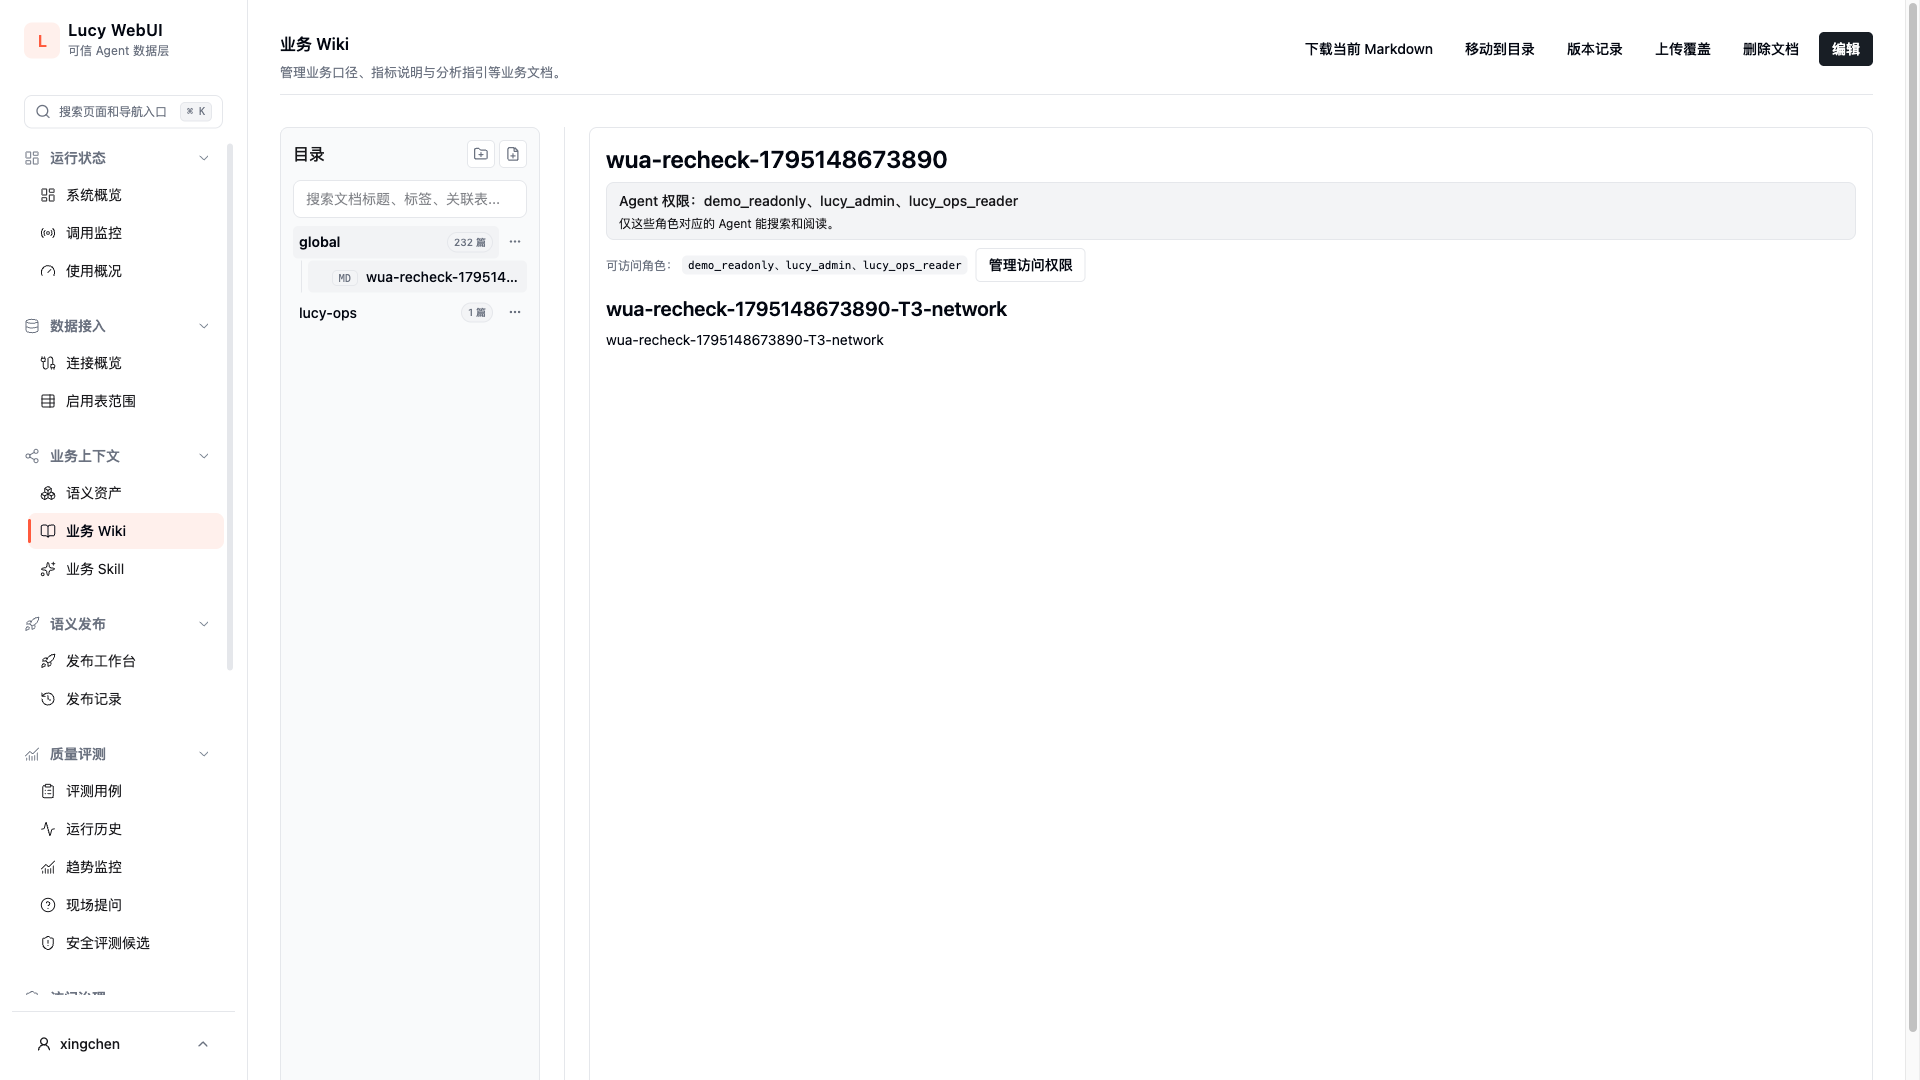 L
Lucy WebUI
可信 Agent 数据层
搜索页面和导航入口 ⌘ K
运行状态
系统概览
调用监控
使用概况
数据接入
连接概览
启用表范围
业务上下文
语义资产
业务 Wiki
业务 Skill
语义发布
发布工作台
发布记录
质量评测
评测用例
运行历史
趋势监控
现场提问
安全评测候选
xingchen
业务 Wiki
管理业务口径、指标说明与分析指引等业务文档。
下载当前 Markdown 移动到目录 版本记录 上传覆盖 删除文档 编辑
目录
搜索文档标题、标签、关联表...
global 232 篇 ···
MD wua-recheck-179514...
lucy-ops 1 篇 ···
wua-recheck-1795148673890
Agent 权限：demo_readonly、lucy_admin、lucy_ops_reader
仅这些角色对应的 Agent 能搜索和阅读。
可访问角色： demo_readonly、lucy_admin、lucy_ops_reader 管理访问权限
wua-recheck-1795148673890-T3-network
wua-recheck-1795148673890-T3-network